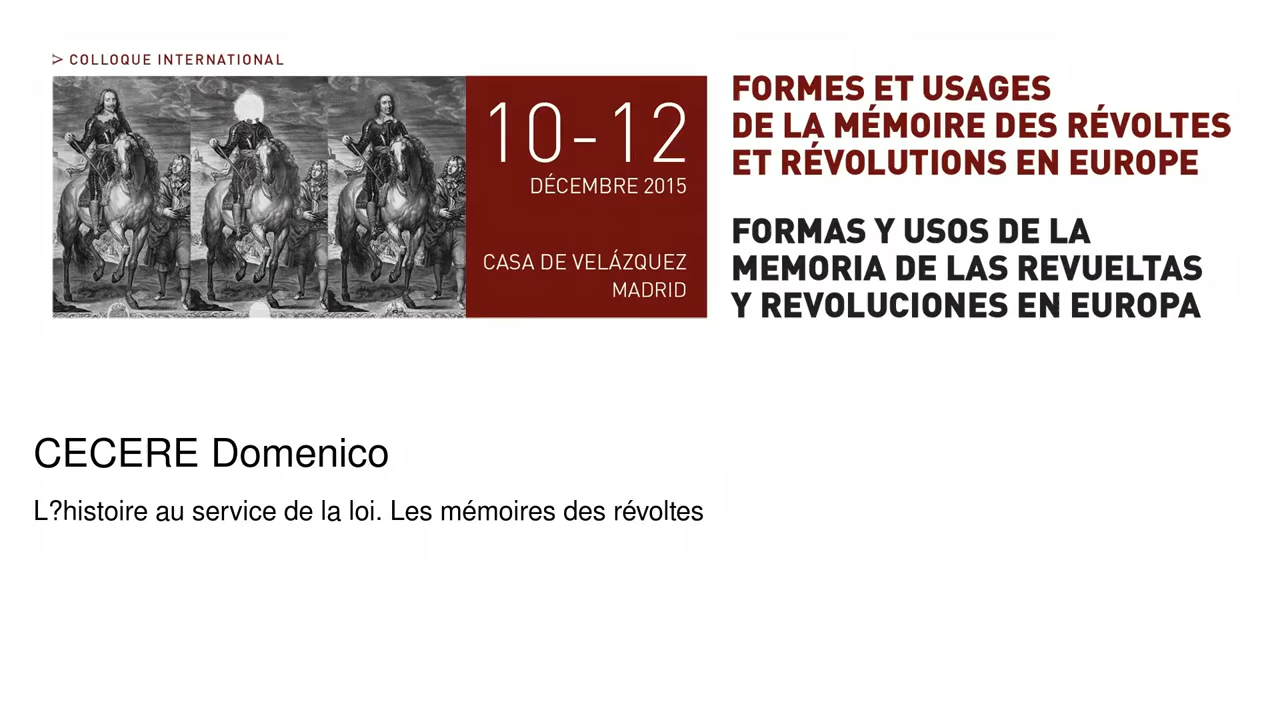 > COLLOQUE INTERNATIONAL
10-12
DÉCEMBRE 2015
CASA DE VELÁZQUEZ
MADRID
FORMES ET USAGES
DE LA MÉMOIRE DES RÉVOLTES
ET RÉVOLUTIONS EN EUROPE
FORMAS Y USOS DE LA
MEMORIA DE LAS REVUELTAS
Y REVOLUCIONES EN EUROPA
CECERE Domenico
L?histoire au service de la loi. Les mémoires des révoltes